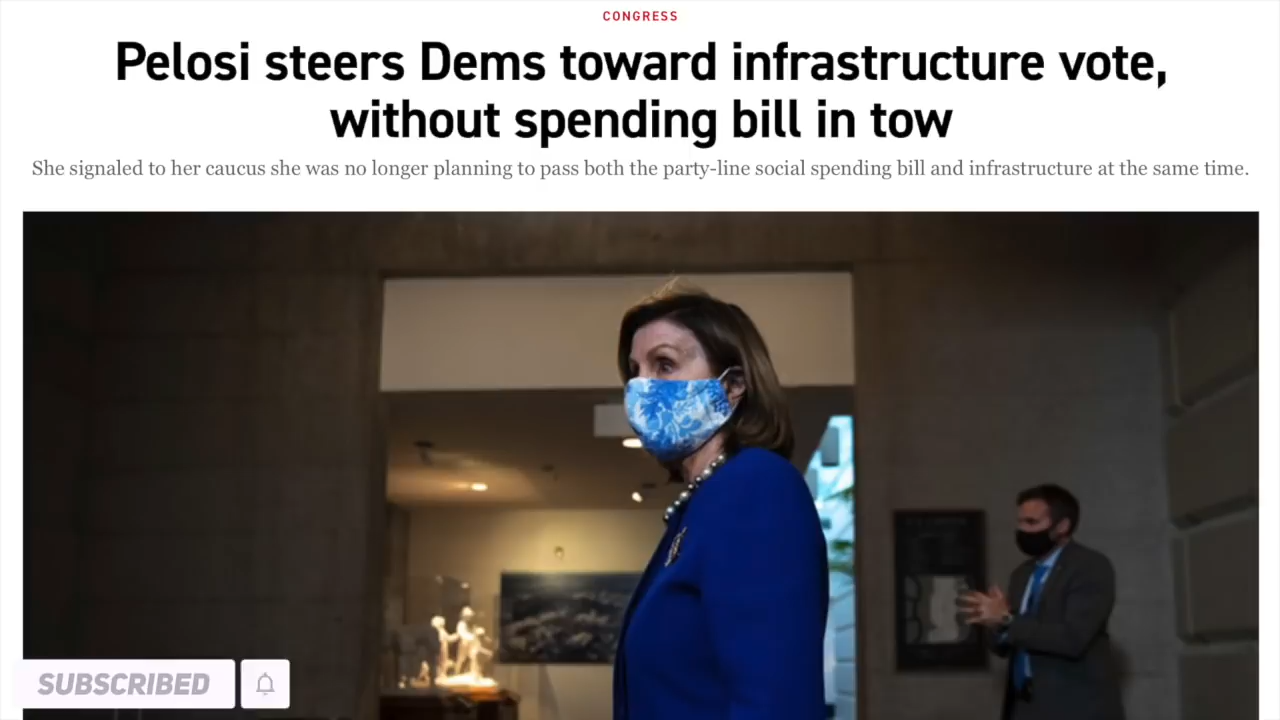 CONGRESS
Pelosi steers Dems toward infrastructure vote,
without spending bill in tow
She signaled to her caucus she was no longer planning to pass both the party-line social spending bill and infrastructure at the same time.
SUBSCRIBED